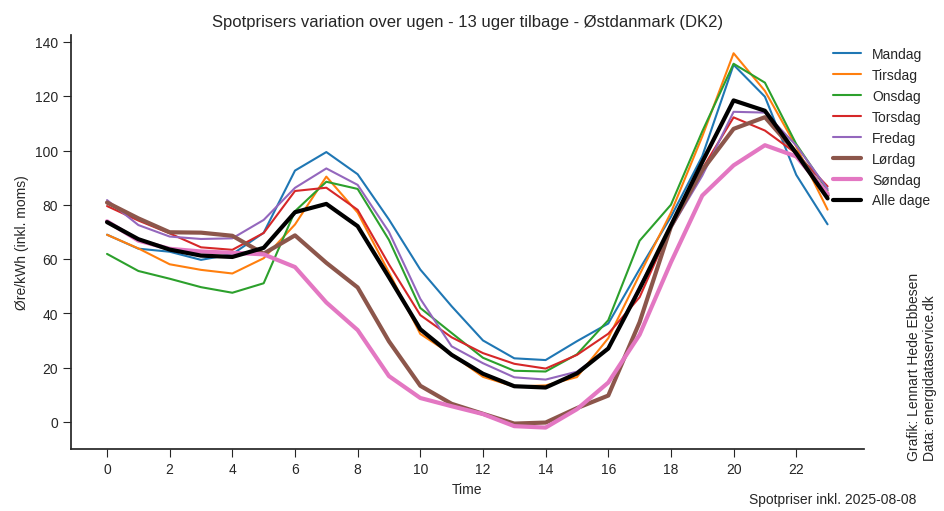 Spotprisers variation over ugen - 13 uger tilbage - Østdanmark (DK2)
Øre/kWh (inkl. moms)
140
120
100
80
60
40
20
0
0 2 4 6 8 10 12 14 16 18 20 22
Time
Mandag
Tirsdag
Onsdag
Torsdag
Fredag
Lørdag
Søndag
Alle dage
Grafik: Lennart Hede Ebbesen
Data: energidataservice.dk
Spotpriser inkl. 2025-08-08